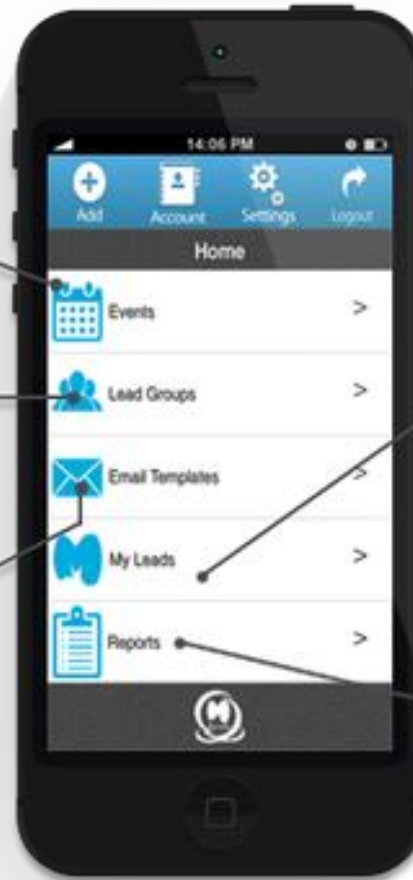 14:06 PM
Add Account Settings Logout
Home
Events >
Lead Groups >
Email Templates >
My Leads >
Reports >